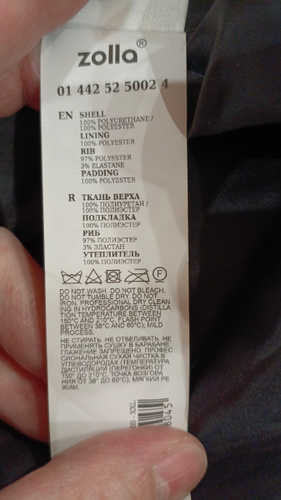 zolla®
01 442 52 5002 4
EN SHELL
100% POLYURETHANE /
100% POLYESTER
LINING
100% POLYESTER
RIB
97% POLYESTER
3% ELASTANE
PADDING
100% POLYESTER
R ТКАНЬ ВЕРХА
100% ПОЛИУРЕТАН /
100% ПОЛИЭСТЕР
ПОДКЛАДКА
100% ПОЛИЭСТЕР
РИБ
97% ПОЛИЭСТЕР
3% ЭЛАСТАН
УТЕПЛИТЕЛЬ
100% ПОЛИЭСТЕР
F
DO NOT WASH. DO NOT BLEACH.
DO NOT TUMBLE DRY. DO NOT
IRON. PROFESSIONAL DRY CLEAN
ING IN HYDROCARBONS (DISTILLA
TION TEMPERATURE BETWEEN
150°C AND 210°C, FLASH POINT
BETWEEN 38°C AND 60°C); MILD
PROCESS.
НЕ СТИРАТЬ. НЕ ОТБЕЛИВАТЬ. НЕ
ПРИМЕНЯТЬ СУШКУ В БАРАБАНЕ.
ГЛАЖЕНИЕ ЗАПРЕЩЕНО. ПРОФЕС
СИОНАЛЬНАЯ СУХАЯ ЧИСТКА В
УГЛЕВОДОРОДАХ (ТЕМПЕРАТУРА
ДИСТИЛЛЯЦИИ (ПЕРЕГОНКИ) ОТ
150° ДО 210°С, ТОЧКА ВОЗГОРА
НИЯ ОТ 38° ДО 60°С), МЯГКИЙ РЕ
ЖИМ.